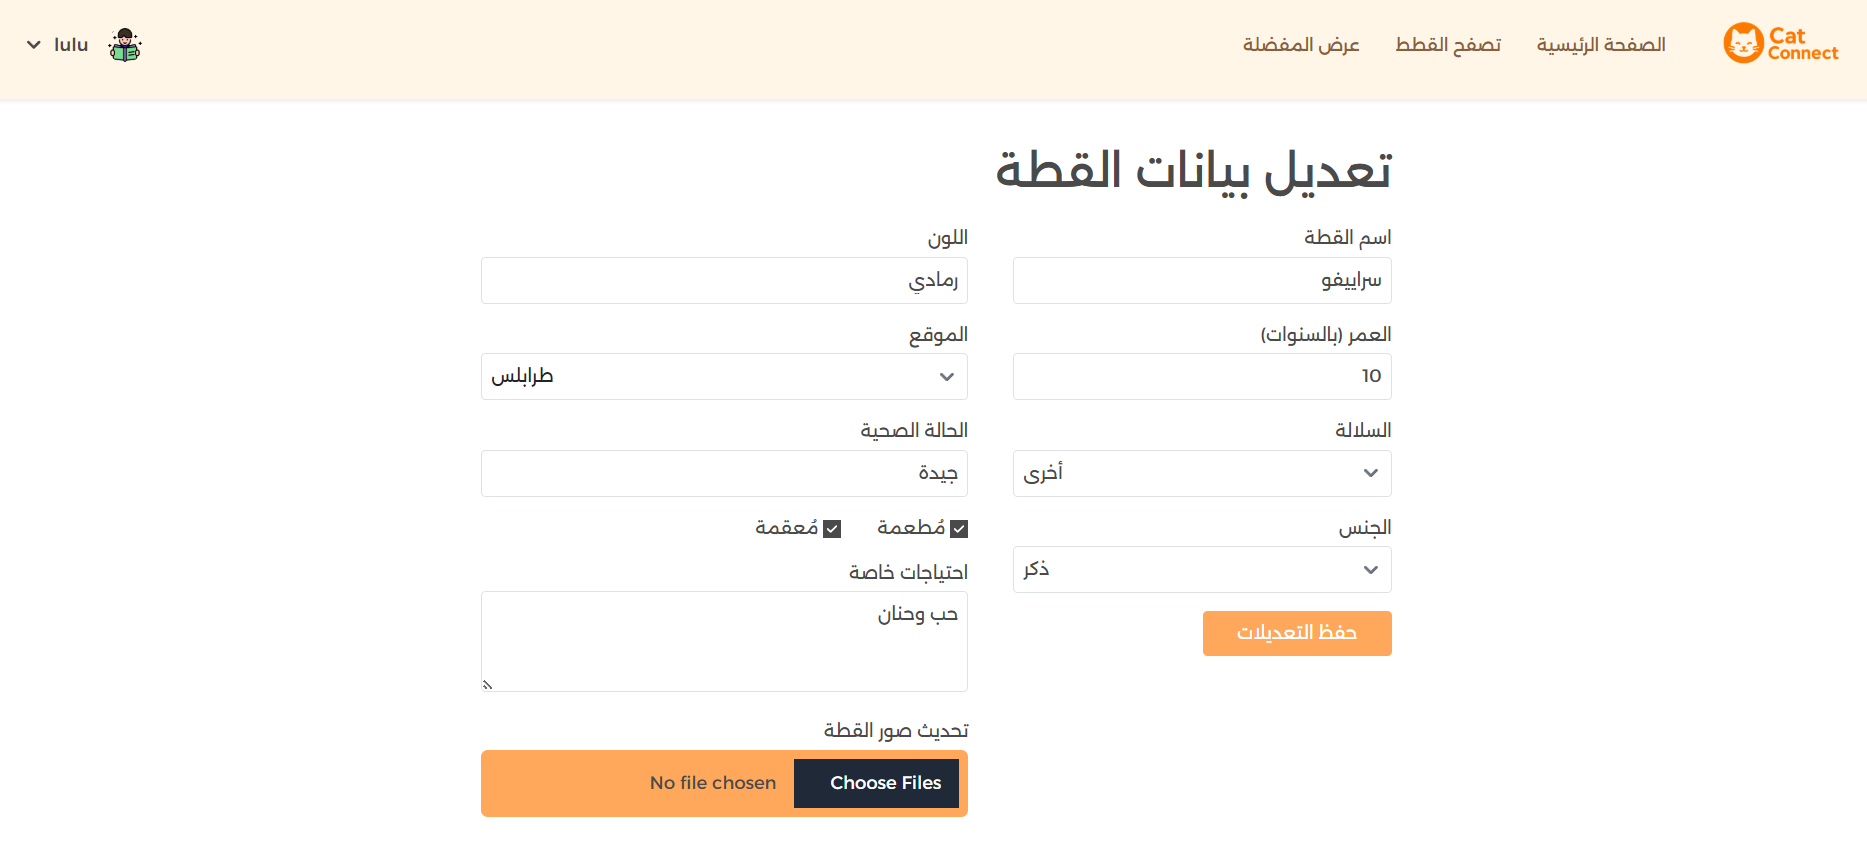 Cat
Connect
الصفحة الرئيسية
تصفح القطط
عرض المفضلة
lulu
تعديل بيانات القطة
اسم القطة
سراييفو
العمر (بالسنوات)
10
السلالة
أخرى
الجنس
ذكر
حفظ التعديلات
اللون
رمادي
الموقع
طرابلس
الحالة الصحية
جيدة
مُطعمة
مُعقمة
احتياجات خاصة
حب وحنان
تحديث صور القطة
Choose Files
No file chosen